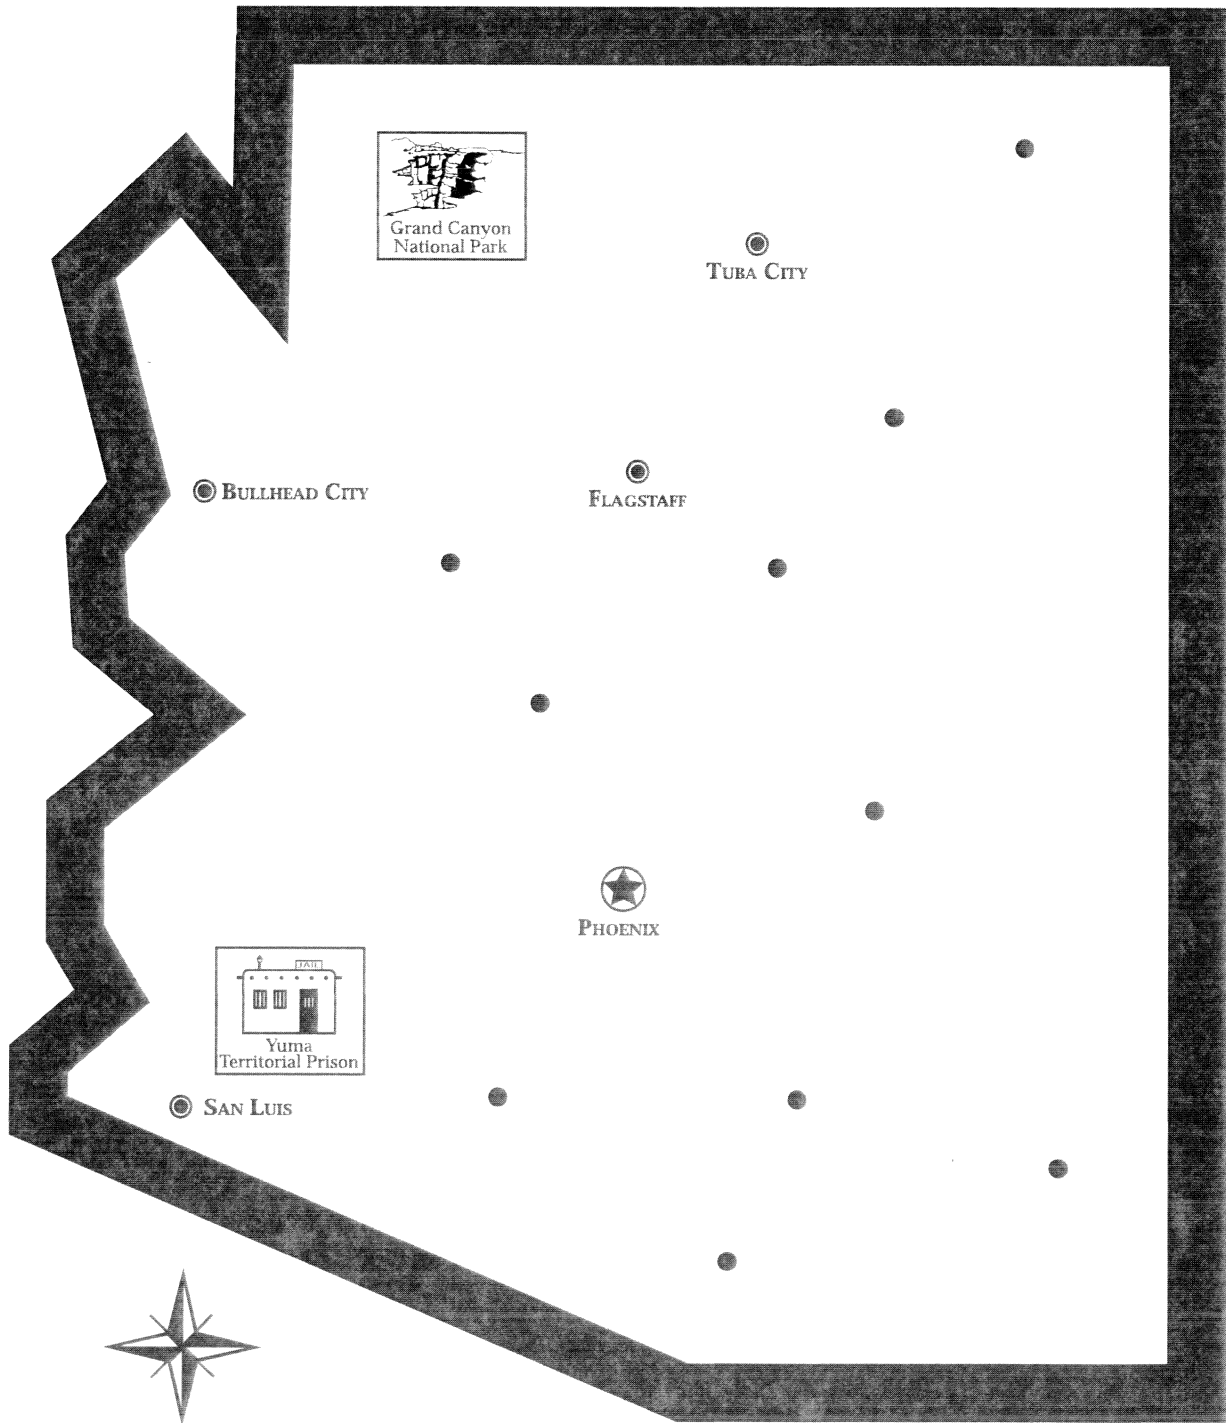 Grand Canyon
National Park
TUBA CITY
BULLHEAD CITY
FLAGSTAFF
PHOENIX
JAIL
Yuma
Territorial Prison
SAN LUIS